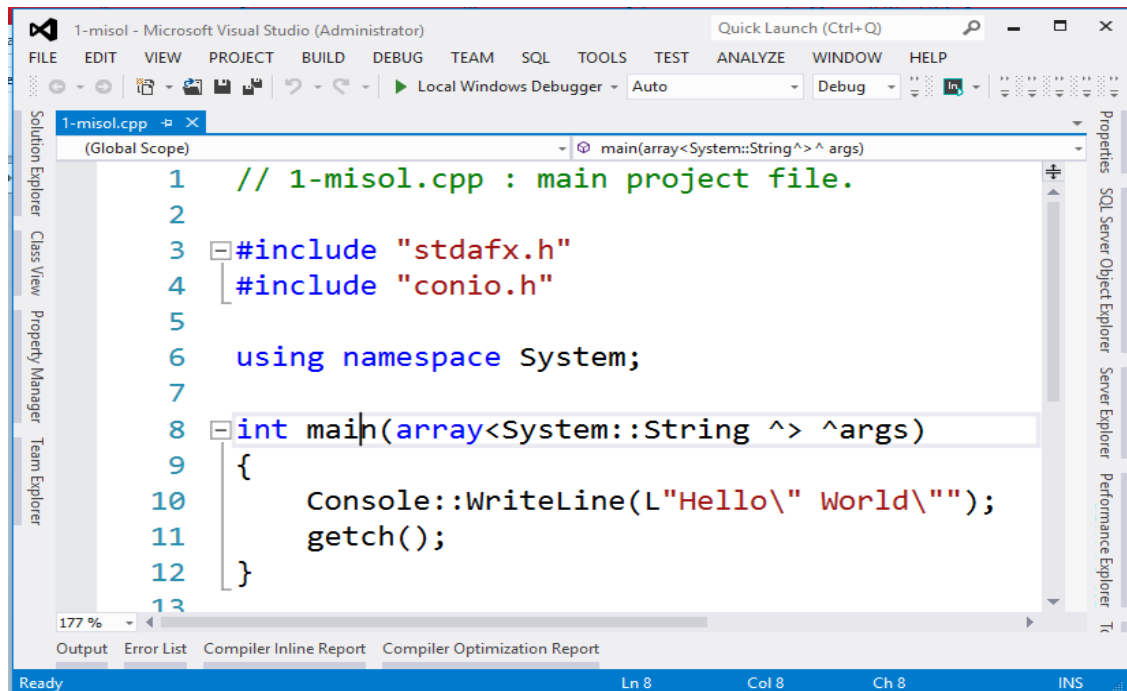 1-misol - Microsoft Visual Studio (Administrator)
Quick Launch (Ctrl+Q)
FILE EDIT VIEW PROJECT BUILD DEBUG TEAM SQL TOOLS TEST ANALYZE WINDOW HELP
Local Windows Debugger Auto Debug
1-misol.cpp
(Global Scope) main(array<System::String^>^ args)
1 // 1-misol.cpp : main project file.
2
3 #include "stdafx.h"
4 #include "conio.h"
5
6 using namespace System;
7
8 int main(array<System::String ^> ^args)
9 {
10 Console::WriteLine(L"Hello\" World\"");
11 getch();
12 }
13
177 %
Solution Explorer
Class View
Property Manager
Team Explorer
Properties
SQL Server Object Explorer
Server Explorer
Performance Explorer
Output Error List Compiler Inline Report Compiler Optimization Report
Ready Ln 8 Col 8 Ch 8 INS